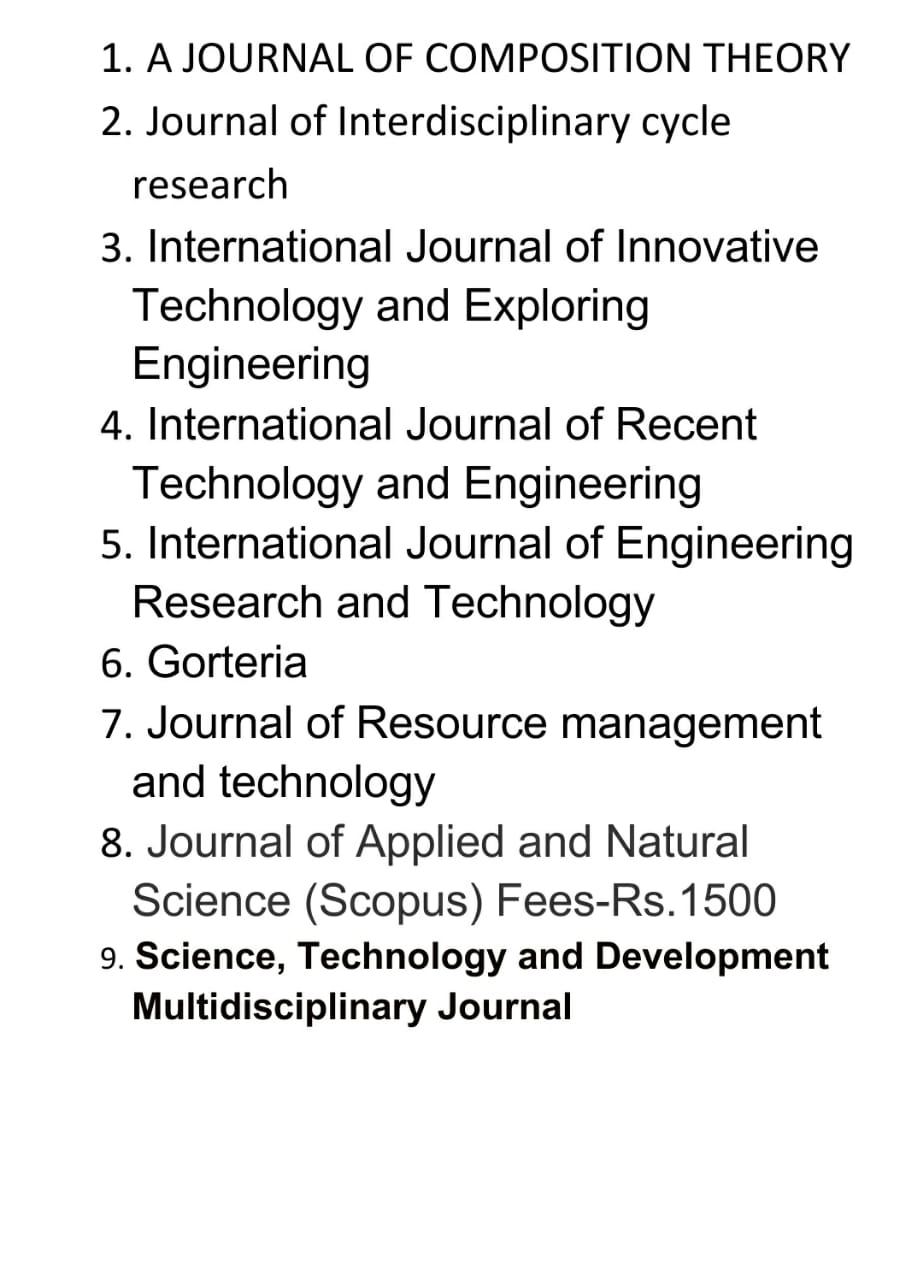 1. A JOURNAL OF COMPOSITION THEORY
2. Journal of Interdisciplinary cycle
research
3. International Journal of Innovative
Technology and Exploring
Engineering
4. International Journal of Recent
Technology and Engineering
5. International Journal of Engineering
Research and Technology
6. Gorteria
7. Journal of Resource management
and technology
8. Journal of Applied and Natural
Science (Scopus) Fees-Rs.1500
9. Science, Technology and Development
Multidisciplinary Journal